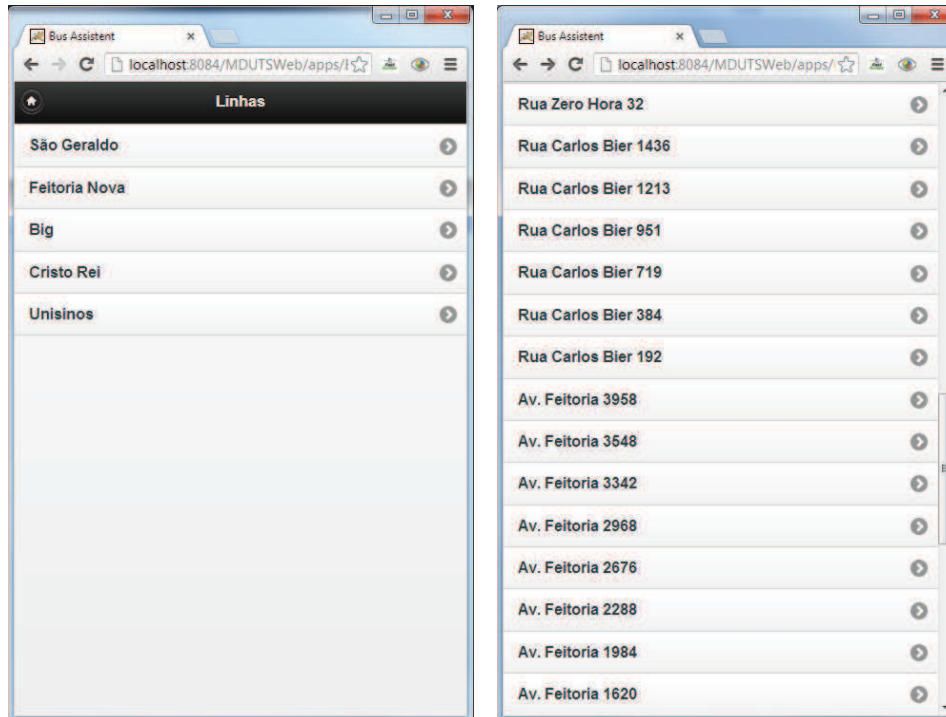 Bus Assistent
localhost:8084/MDUTSWeb/apps/l
Linhas
São Geraldo
Feitoria Nova
Big
Cristo Rei
Unisinos
Bus Assistent
localhost:8084/MDUTSWeb/apps/
Rua Zero Hora 32
Rua Carlos Bier 1436
Rua Carlos Bier 1213
Rua Carlos Bier 951
Rua Carlos Bier 719
Rua Carlos Bier 384
Rua Carlos Bier 192
Av. Feitoria 3958
Av. Feitoria 3548
Av. Feitoria 3342
Av. Feitoria 2968
Av. Feitoria 2676
Av. Feitoria 2288
Av. Feitoria 1984
Av. Feitoria 1620